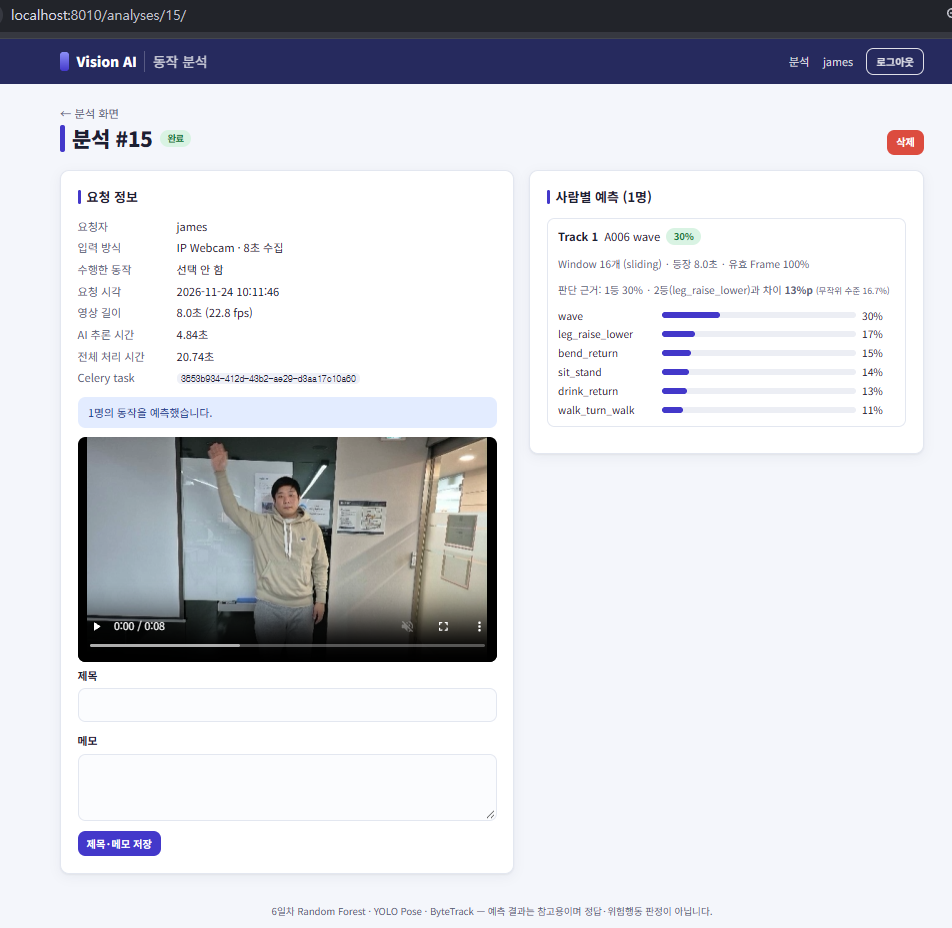 localhost:8010/analyses/15/
Vision AI 동작 분석
분석 james 로그아웃
← 분석 화면
분석 #15 완료
삭제
요청 정보
요청자 james
입력 방식 IP Webcam · 8초 수집
수행한 동작 선택 안 함
요청 시각 2026-11-24 10:11:46
영상 길이 8.0초 (22.8 fps)
AI 추론 시간 4.84초
전체 처리 시간 20.74초
Celery task 3653b934-412d-43b2-ae29-d3aa17c10a60
1명의 동작을 예측했습니다.
0:00 / 0:08
제목
메모
제목·메모 저장
사람별 예측 (1명)
Track 1 A006 wave 30%
Window 16개 (sliding) · 등장 8.0초 · 유효 Frame 100%
판단 근거: 1등 30% · 2등(leg_raise_lower)과 차이 13%p (무작위 수준 16.7%)
wave 30%
leg_raise_lower 17%
bend_return 15%
sit_stand 14%
drink_return 13%
walk_turn_walk 11%
6일차 Random Forest · YOLO Pose · ByteTrack — 예측 결과는 참고용이며 정답·위험행동 판정이 아닙니다.